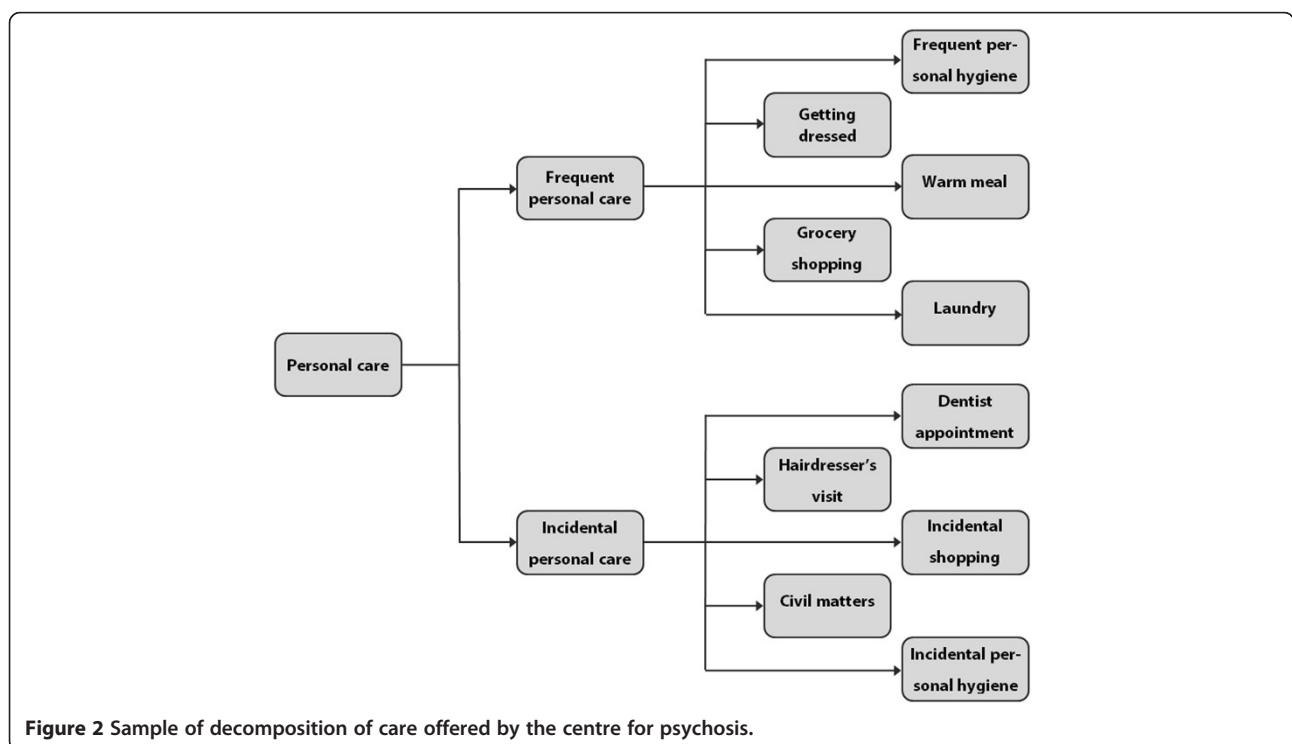 Frequent per-
sonal hygiene
Getting
dressed
Frequent
personal care
Warm meal
Grocery
shopping
Laundry
Personal care
Dentist
appointment
Hairdresser's
visit
Incidental
personal care
Incidental
shopping
Civil matters
Incidental per-
sonal hygiene
Figure 2 Sample of decomposition of care offered by the centre for psychosis.